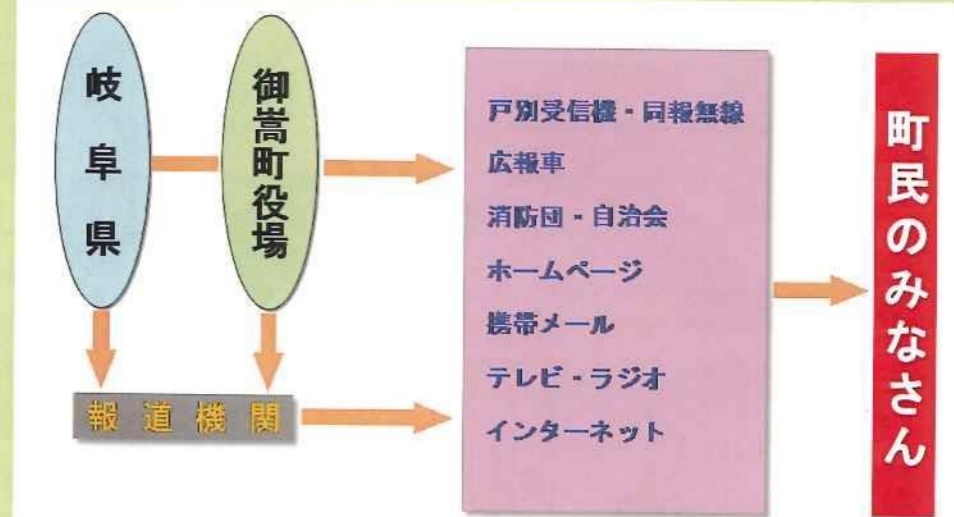 岐阜県
御嵩町役場
報道機関
戸別受信機・同報無線
広報車
消防団・自治会
ホームページ
携帯メール
テレビ・ラジオ
インターネット
町民のみなさん